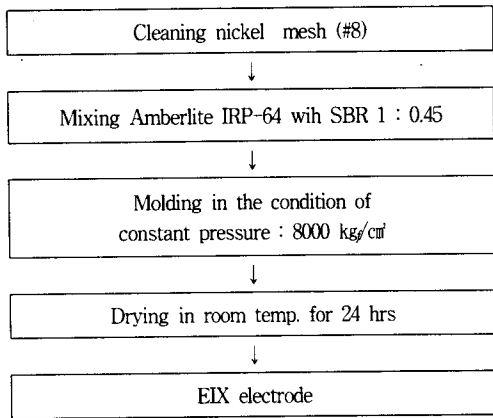 Cleaning nickel mesh (#8)
↓
Mixing Amberlite IRP-64 wih SBR 1 : 0.45
↓
Molding in the condition of
constant pressure : 8000 kgf/㎠
↓
Drying in room temp. for 24 hrs
↓
EIX electrode